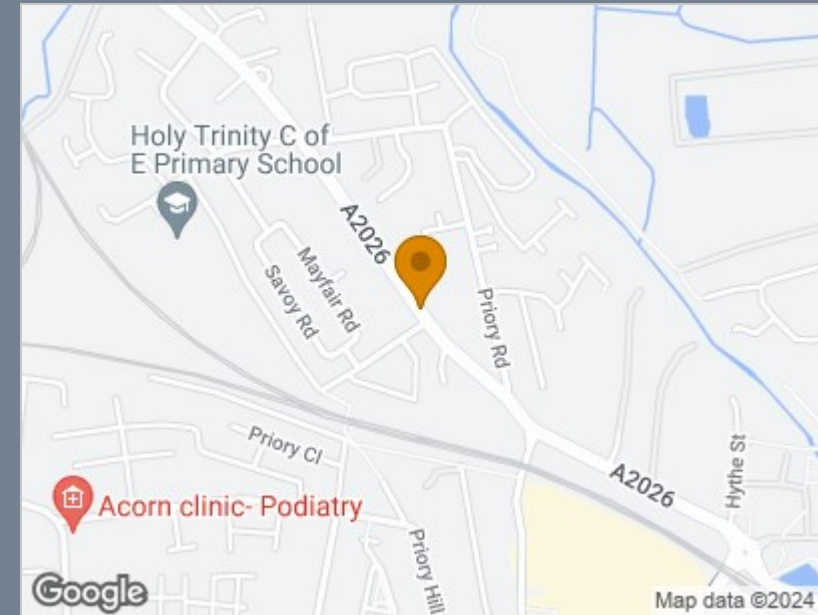 Holy Trinity C of
E Primary School
A2026
Mayfair Rd
Savoy Rd
Priory Rd
Priory Cl
A2026
Hythe St
Acorn clinic- Podiatry
Priory Hill
Google
Map data ©2024